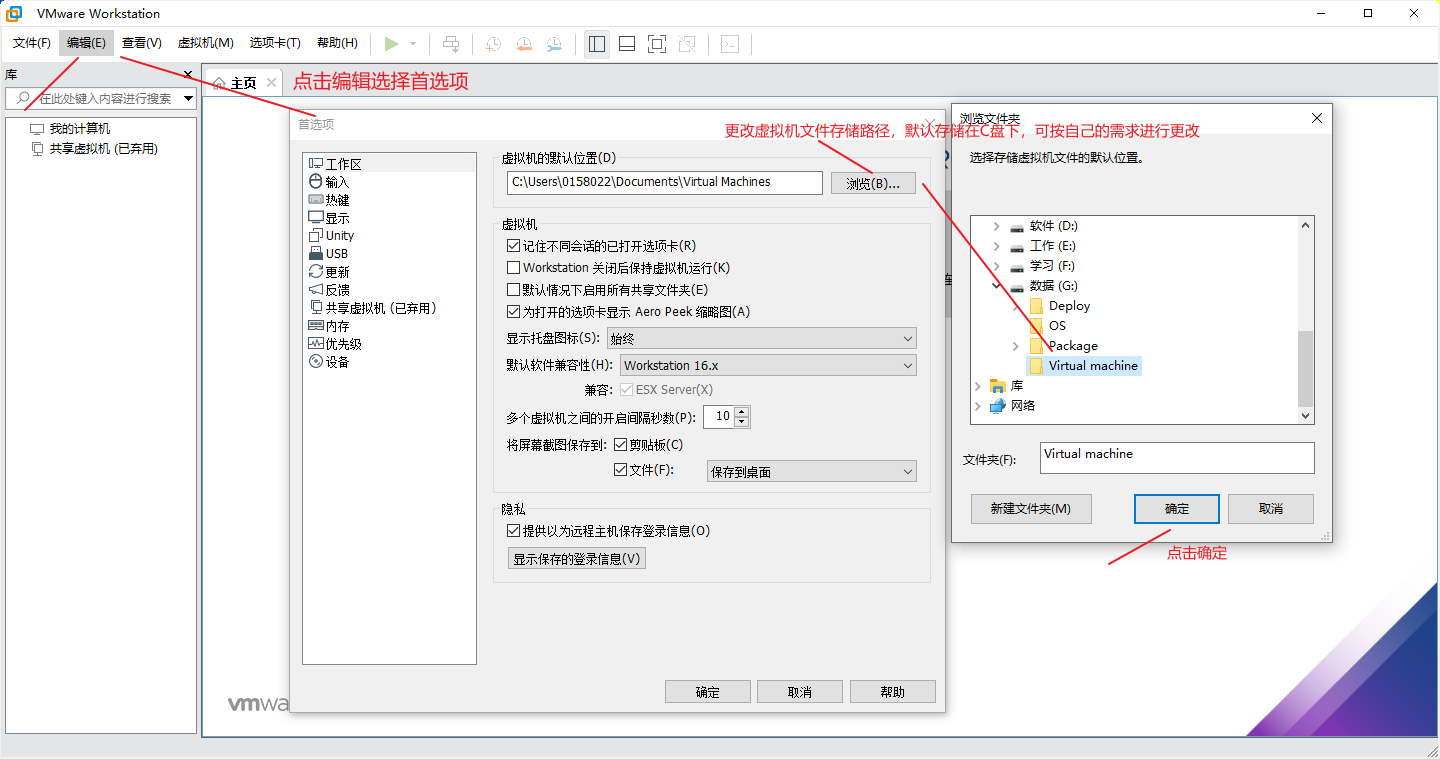 VMware Workstation
文件(F) 编辑(E) 查看(V) 虚拟机(M) 选项卡(T) 帮助(H)
库
在此处键入内容进行搜索
我的计算机
共享虚拟机 (已弃用)
主页
点击编辑选择首选项
首选项
工作区
输入
热键
显示
Unity
USB
更新
反馈
共享虚拟机 (已弃用)
内存
优先级
设备
更改虚拟机文件存储路径，默认存储在C盘下，可按自己的需求进行更改
虚拟机的默认位置(D)
C:\Users\0158022\Documents\Virtual Machines
浏览(B)...
虚拟机
记住不同会话的已打开选项卡(R)
Workstation 关闭后保持虚拟机运行(K)
默认情况下启用所有共享文件夹(E)
为打开的选项卡显示 Aero Peek 缩略图(A)
显示托盘图标(S): 始终
默认软件兼容性(H): Workstation 16.x
兼容: ESX Server(X)
多个虚拟机之间的开启间隔秒数(P): 10
将屏幕截图保存到: 剪贴板(C)
文件(F): 保存到桌面
隐私
提供以为远程主机保存登录信息(O)
显示保存的登录信息(V)
确定 取消 帮助
vmwa
浏览文件夹
选择存储虚拟机文件的默认位置。
软件 (D:)
工作 (E:)
学习 (F:)
数据 (G:)
Deploy
OS
Package
Virtual machine
库
网络
文件夹(F): Virtual machine
新建文件夹(M) 确定 取消
点击确定